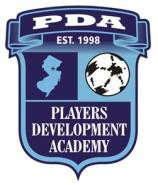 PDA
EST. 1998
PLAYERS
DEVELOPMENT
ACADEMY